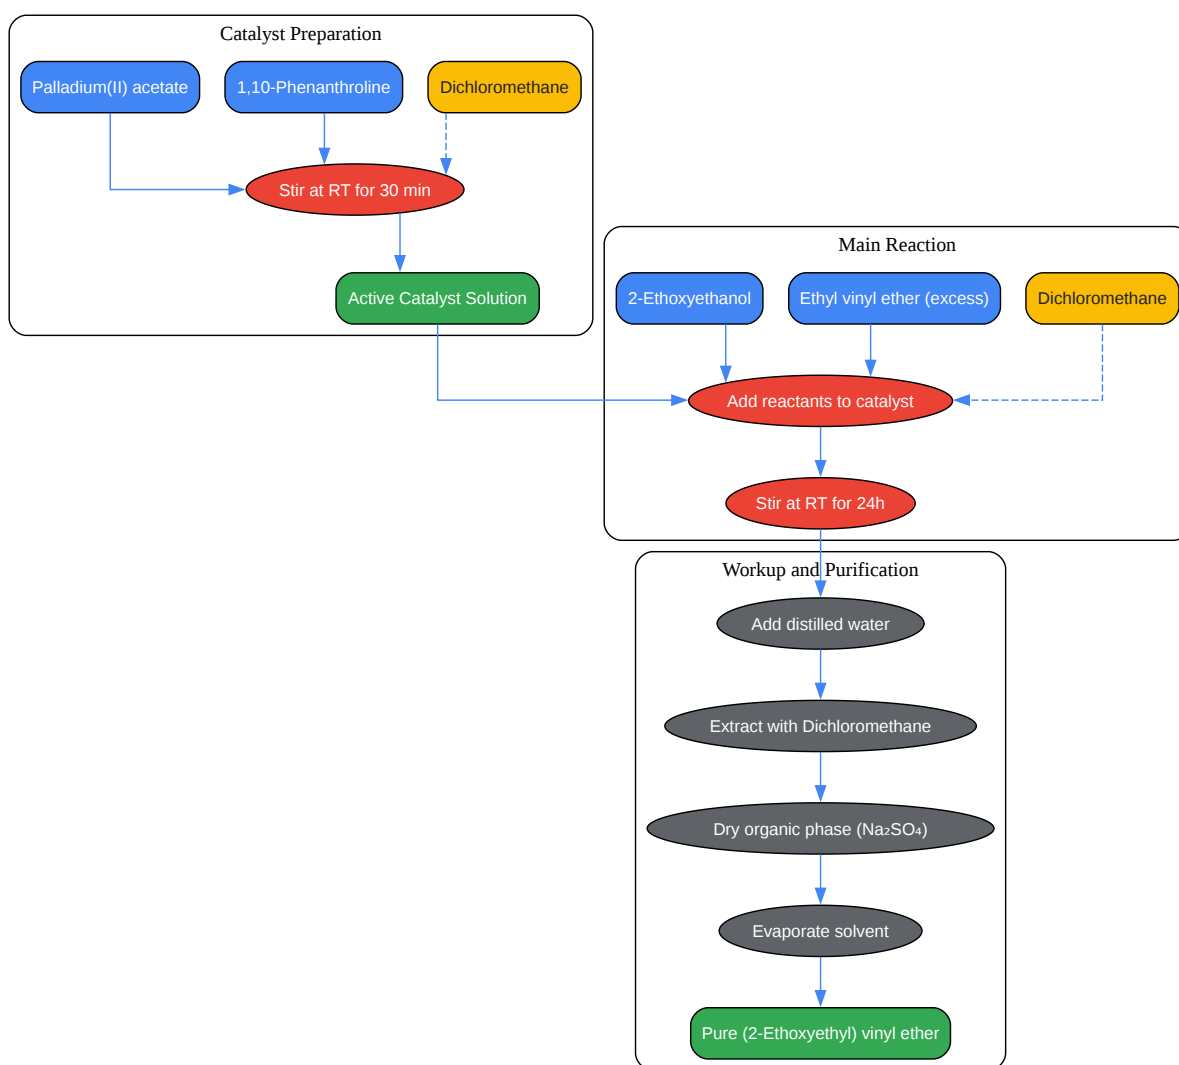 Catalyst Preparation
Palladium(II) acetate
1,10-Phenanthroline
Dichloromethane
Stir at RT for 30 min
Active Catalyst Solution
Main Reaction
2-Ethoxyethanol
Ethyl vinyl ether (excess)
Dichloromethane
Add reactants to catalyst
Stir at RT for 24h
Workup and Purification
Add distilled water
Extract with Dichloromethane
Dry organic phase (Na₂SO₄)
Evaporate solvent
Pure (2-Ethoxyethyl) vinyl ether